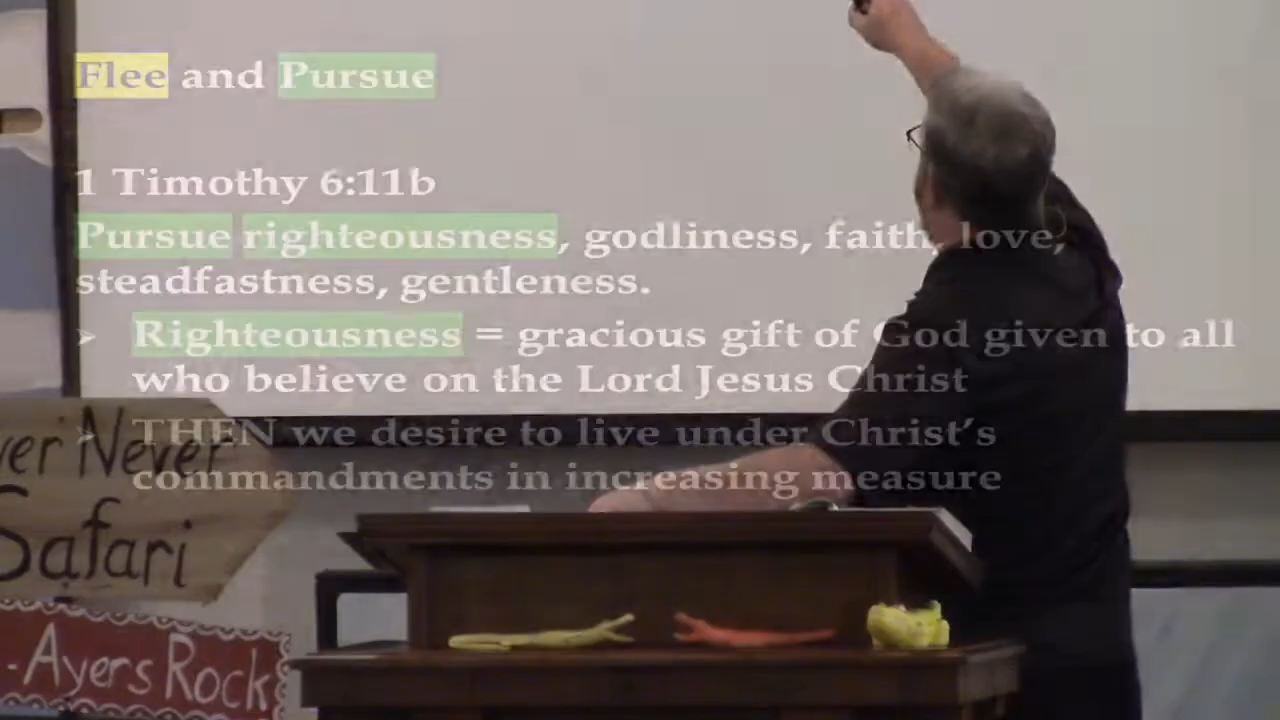 Flee and Pursue
1 Timothy 6:11b
Pursue righteousness, godliness, faith, love,
steadfastness, gentleness.
➢ Righteousness = gracious gift of God given to all
who believe on the Lord Jesus Christ
➢ THEN we desire to live under Christ's
commandments in increasing measure
Never
Safari
-Ayers Rock